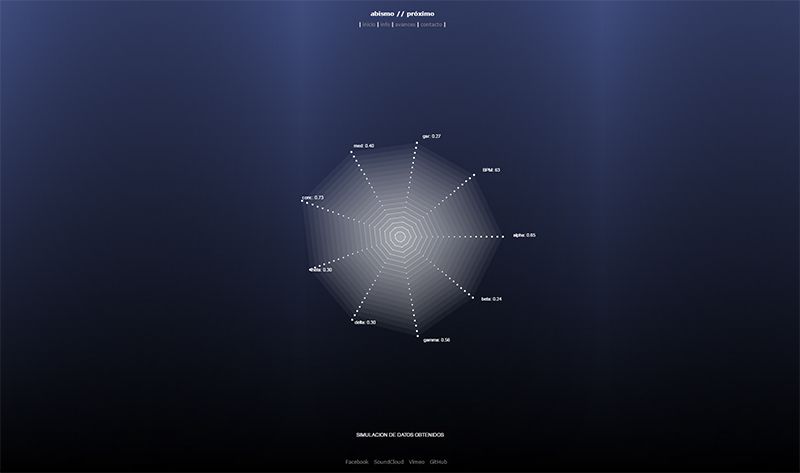 abismo // próximo
| inicio | info | avances | contacto |
gsr: 0.27
med: 0.40
BPM: 63
conc: 0.73
alpha: 0.65
theta: 0.30
beta: 0.24
delta: 0.30
gamma: 0.56
SIMULACION DE DATOS OBTENIDOS
Facebook SoundCloud Vimeo GitHub